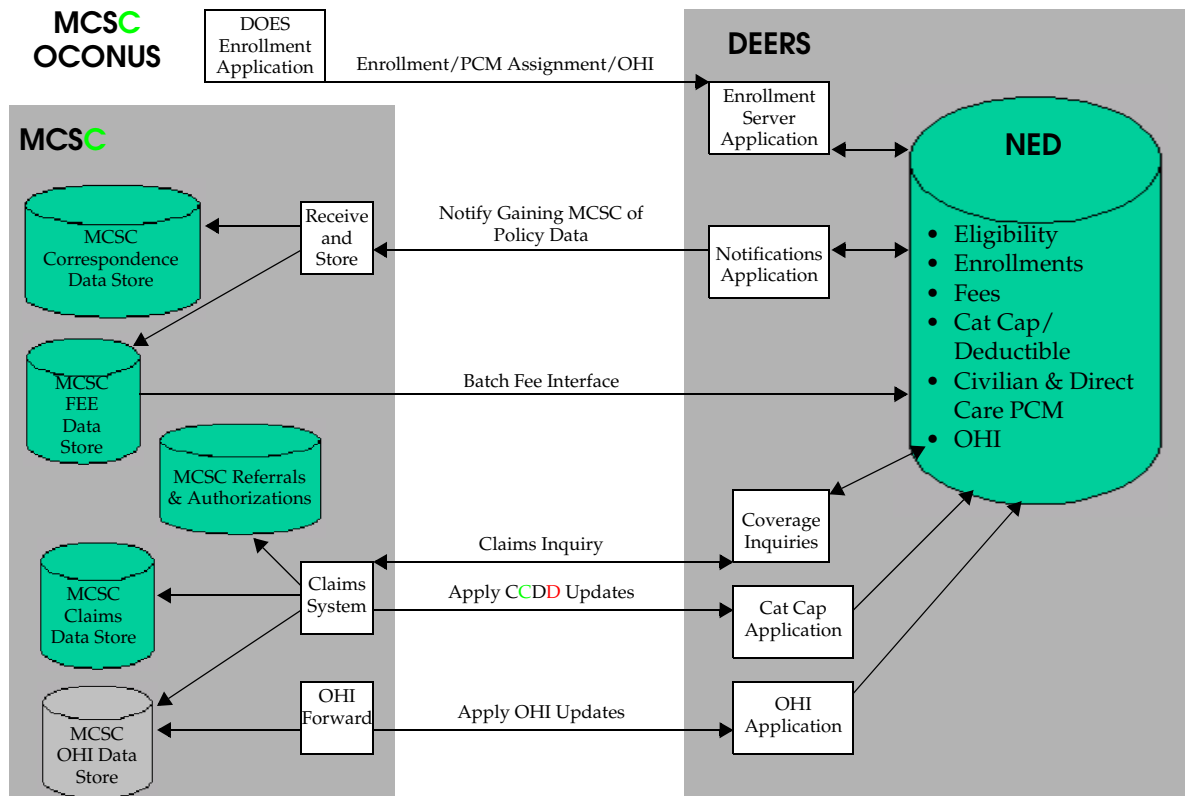 MCSC
OCONUS
DOES
Enrollment
Application
Enrollment/PCM Assignment/OHI
DEERS
Enrollment
Server
Application
NED
MCSC
MCSC
Correspondence
Data Store
Receive
and
Store
Notify Gaining MCSC of
Policy Data
Notifications
Application
• Eligibility
• Enrollments
• Fees
• Cat Cap/
Deductible
• Civilian & Direct
Care PCM
• OHI
MCSC
FEE
Data
Store
Batch Fee Interface
MCSC Referrals
& Authorizations
Coverage
Inquiries
Claims Inquiry
MCSC
Claims
Data Store
Claims
System
Apply CCDD Updates
Cat Cap
Application
MCSC
OHI Data
Store
OHI
Forward
Apply OHI Updates
OHI
Application